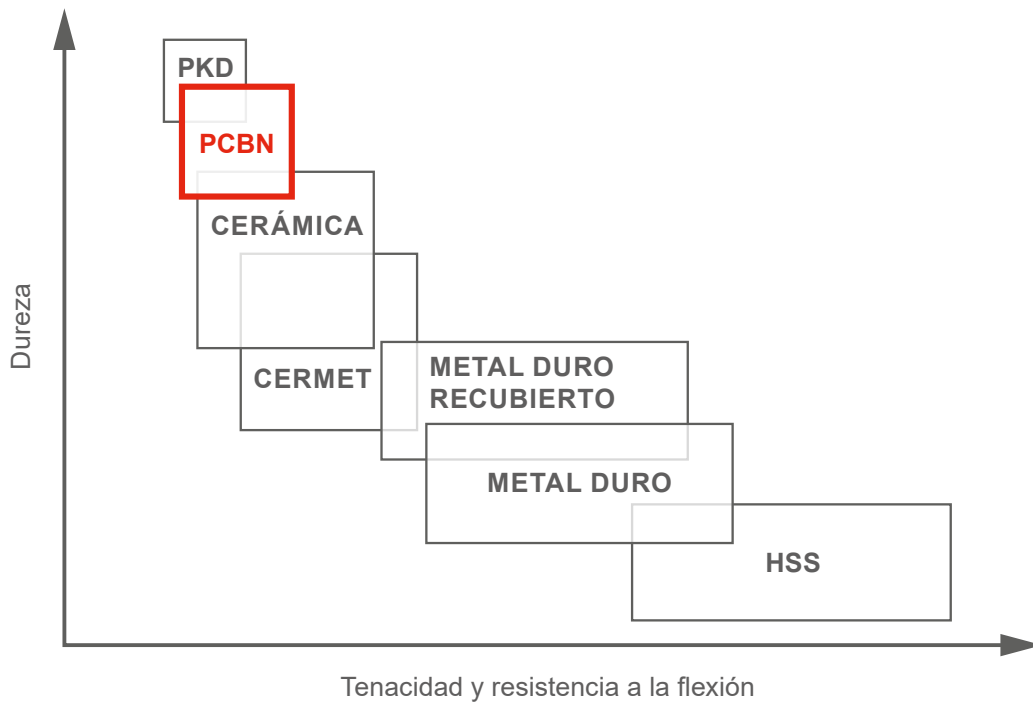 PKD
PCBN
CERÁMICA
CERMET
METAL DURO
RECUBIERTO
METAL DURO
HSS
Dureza
Tenacidad y resistencia a la flexión